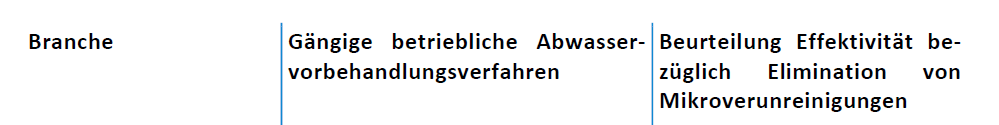 Branche
Gängige betriebliche Abwasser-
vorbehandlungsverfahren
Beurteilung Effektivität be-
züglich Elimination von
Mikroverunreinigungen